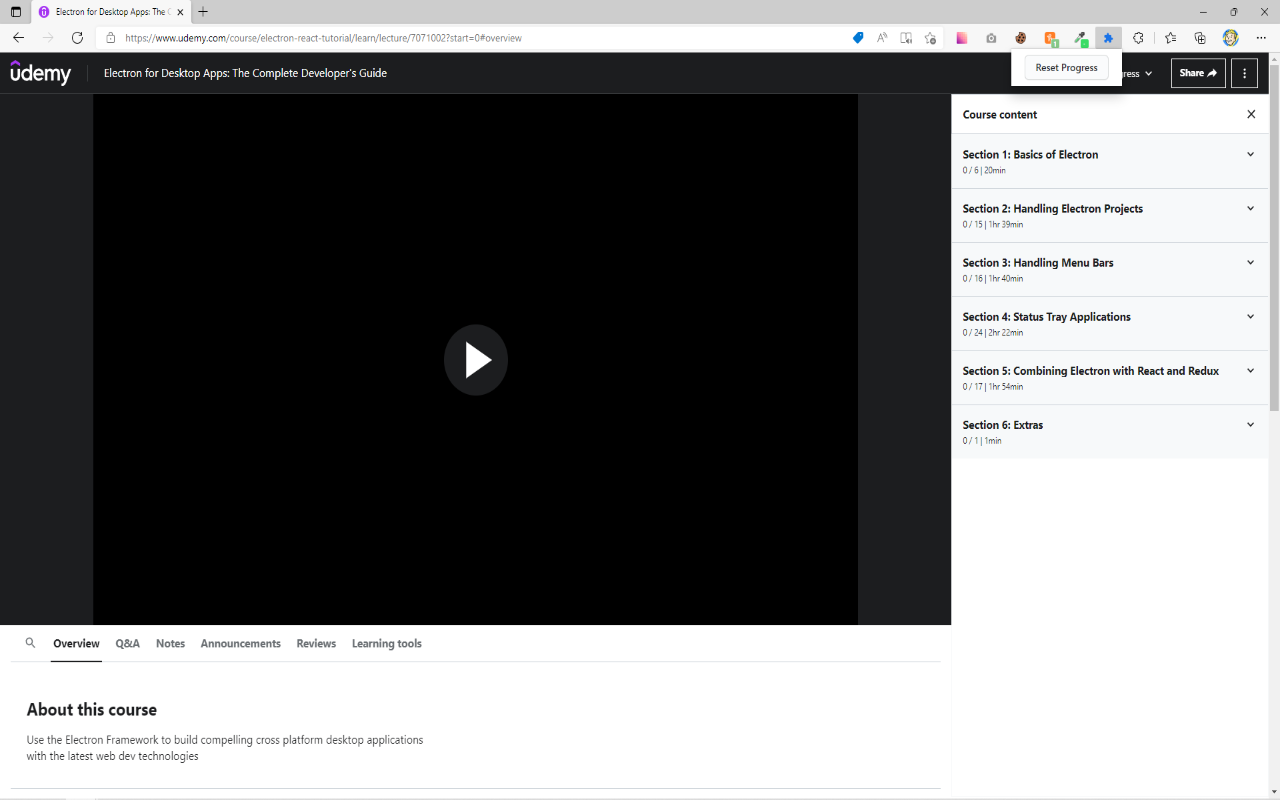 Electron for Desktop Apps: The C
https://www.udemy.com/course/electron-react-tutorial/learn/lecture/7071002?start=0#overview
1
Reset Progress
ûdemy
Electron for Desktop Apps: The Complete Developer's Guide
gress
Share
Course content
Section 1: Basics of Electron
0 / 6 | 20min
Section 2: Handling Electron Projects
0 / 15 | 1hr 39min
Section 3: Handling Menu Bars
0 / 16 | 1hr 40min
Section 4: Status Tray Applications
0 / 24 | 2hr 22min
Section 5: Combining Electron with React and Redux
0 / 17 | 1hr 54min
Section 6: Extras
0 / 1 | 1min
Overview Q&A Notes Announcements Reviews Learning tools
About this course
Use the Electron Framework to build compelling cross platform desktop applications
with the latest web dev technologies